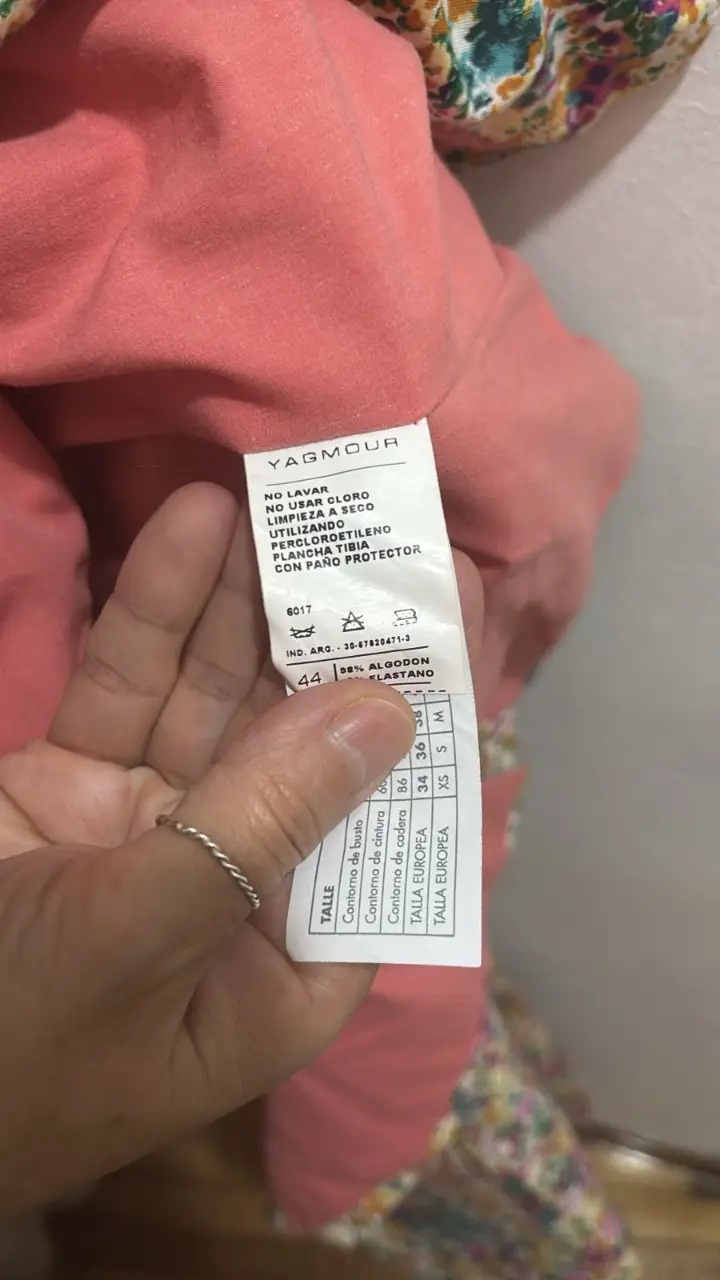 YAGMOUR
NO LAVAR
NO USAR CLORO
LIMPIEZA A SECO
UTILIZANDO
PERCLOROETILENO
PLANCHA TIBIA
CON PAÑO PROTECTOR
6017
IND. ARG. - 30-67820471-3
44
98% ALGODON
ELASTANO
TALLE
Contorno de busto
Contorno de cintura
Contorno de cadera 86
TALLA EUROPEA 34 36 38
TALLA EUROPEA XS S M